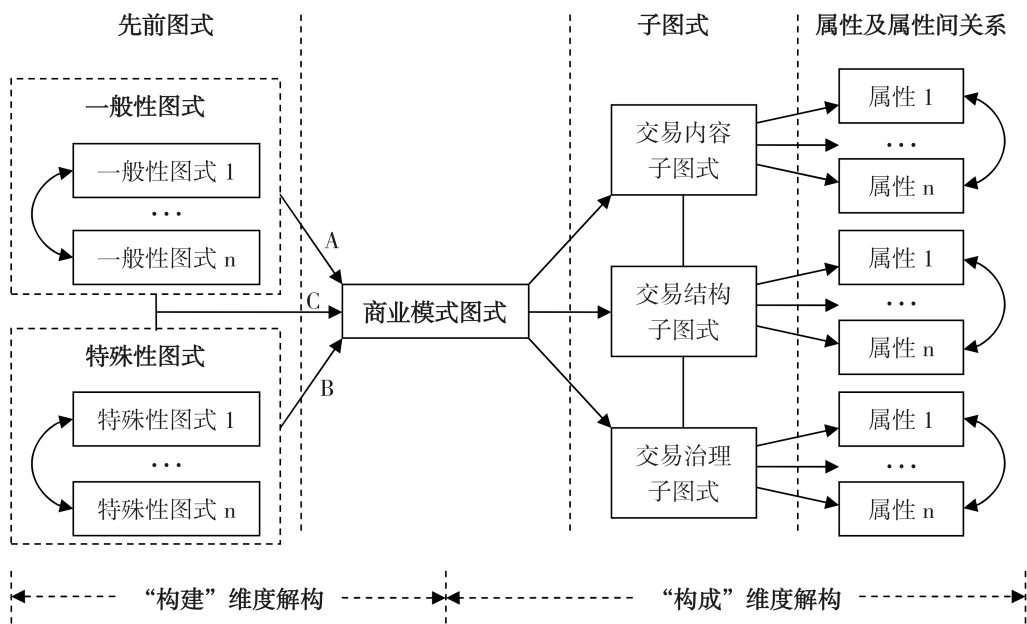 先前图式
子图式
属性及属性间关系
一般性图式
一般性图式 1
…
一般性图式 n
特殊性图式
特殊性图式 1
…
特殊性图式 n
A
C
B
商业模式图式
交易内容
子图式
交易结构
子图式
交易治理
子图式
属性 1
…
属性 n
属性 1
…
属性 n
属性 1
…
属性 n
“构建”维度解构
“构成”维度解构